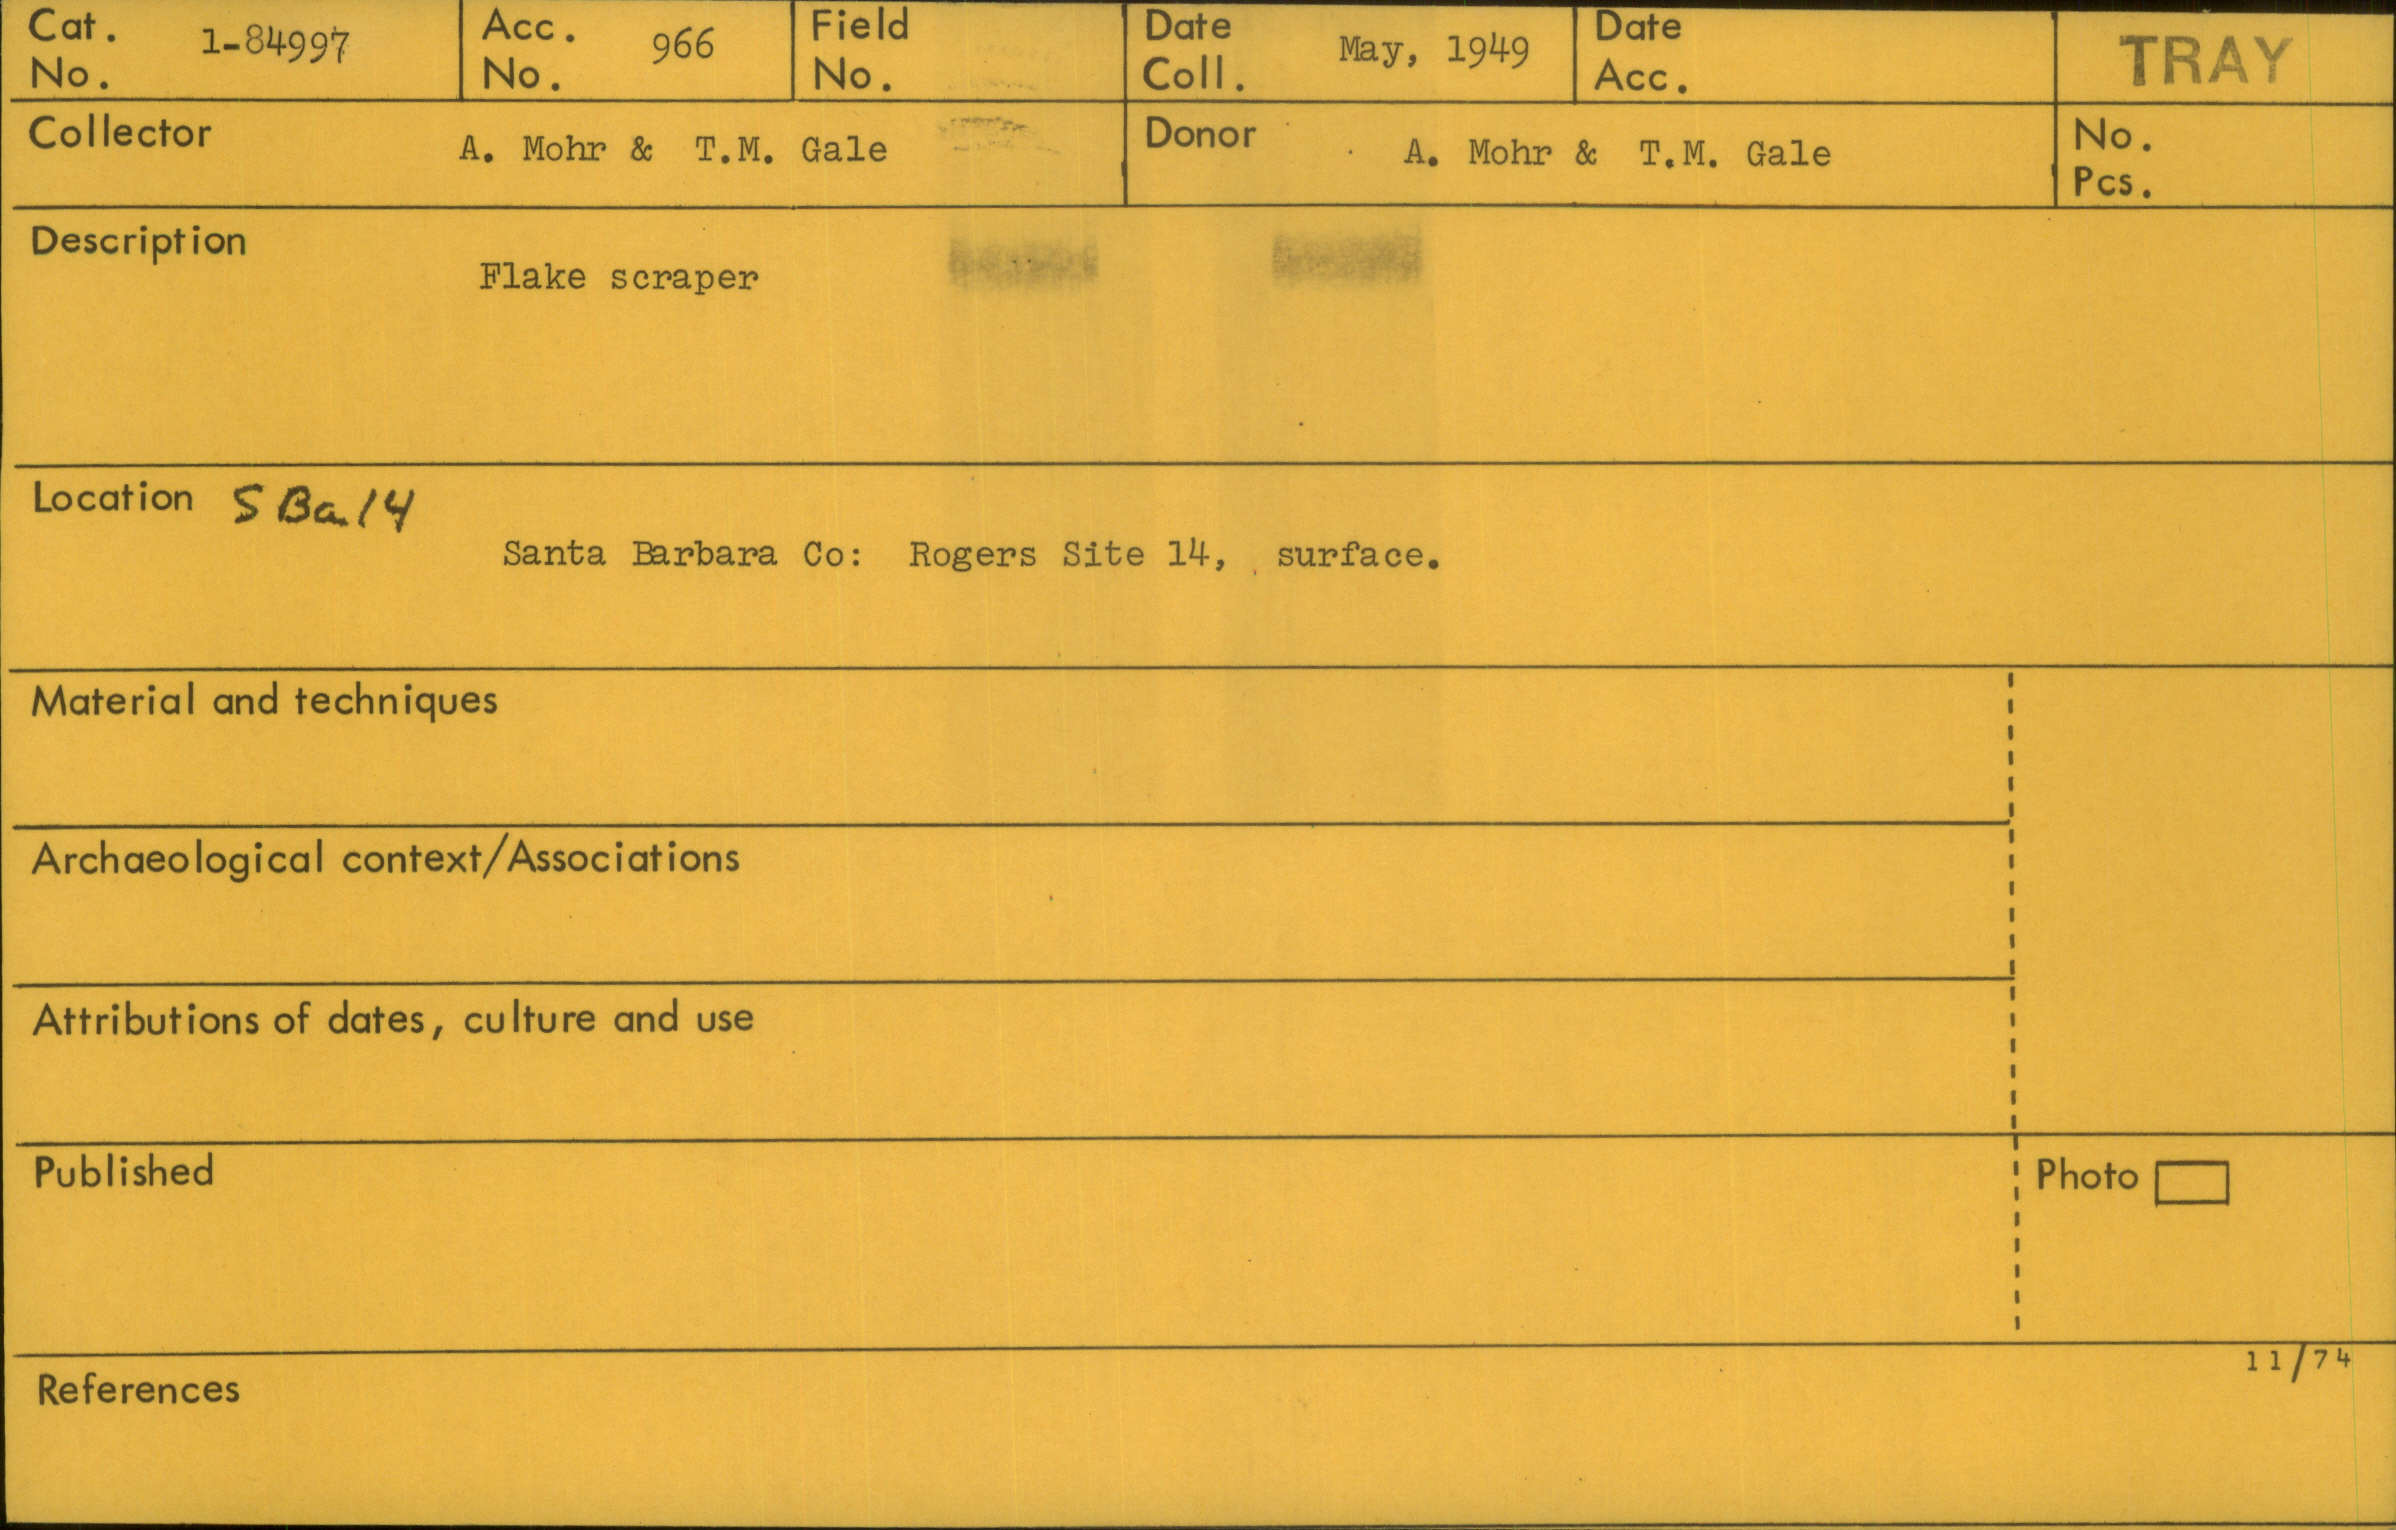 Cat. No. 1-84997
Acc. No. 966
Field No.
Date Coll. May, 1949
Date Acc.
TRAY
Collector A. Mohr & T.M. Gale
Donor A. Mohr & T.M. Gale
No. Pcs.
Description
Flake scraper
Location SBa14
Santa Barbara Co: Rogers Site 14, surface.
Material and techniques
Archaeological context/Associations
Attributions of dates, culture and use
Published
Photo
11/74
References